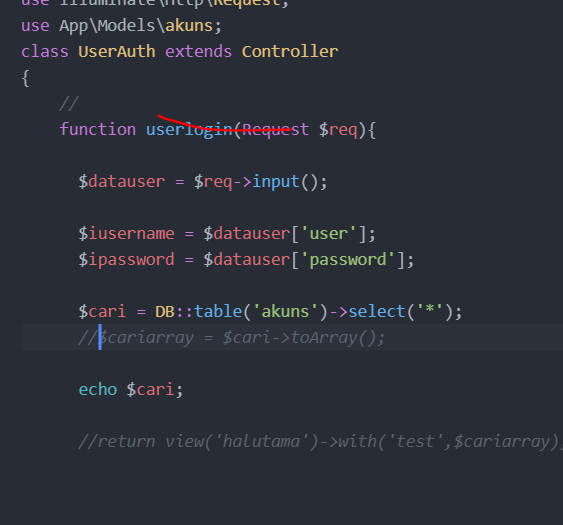 use Illuminate\Http\Request;
use App\Models\akuns;
class UserAuth extends Controller
{
//
function userlogin(Request $req){
$datauser = $req->input();
$iusername = $datauser['user'];
$ipassword = $datauser['password'];
$cari = DB::table('akuns')->select('*');
//$cariarray = $cari->toArray();
echo $cari;
//return view('halutama')->with('test',$cariarray);